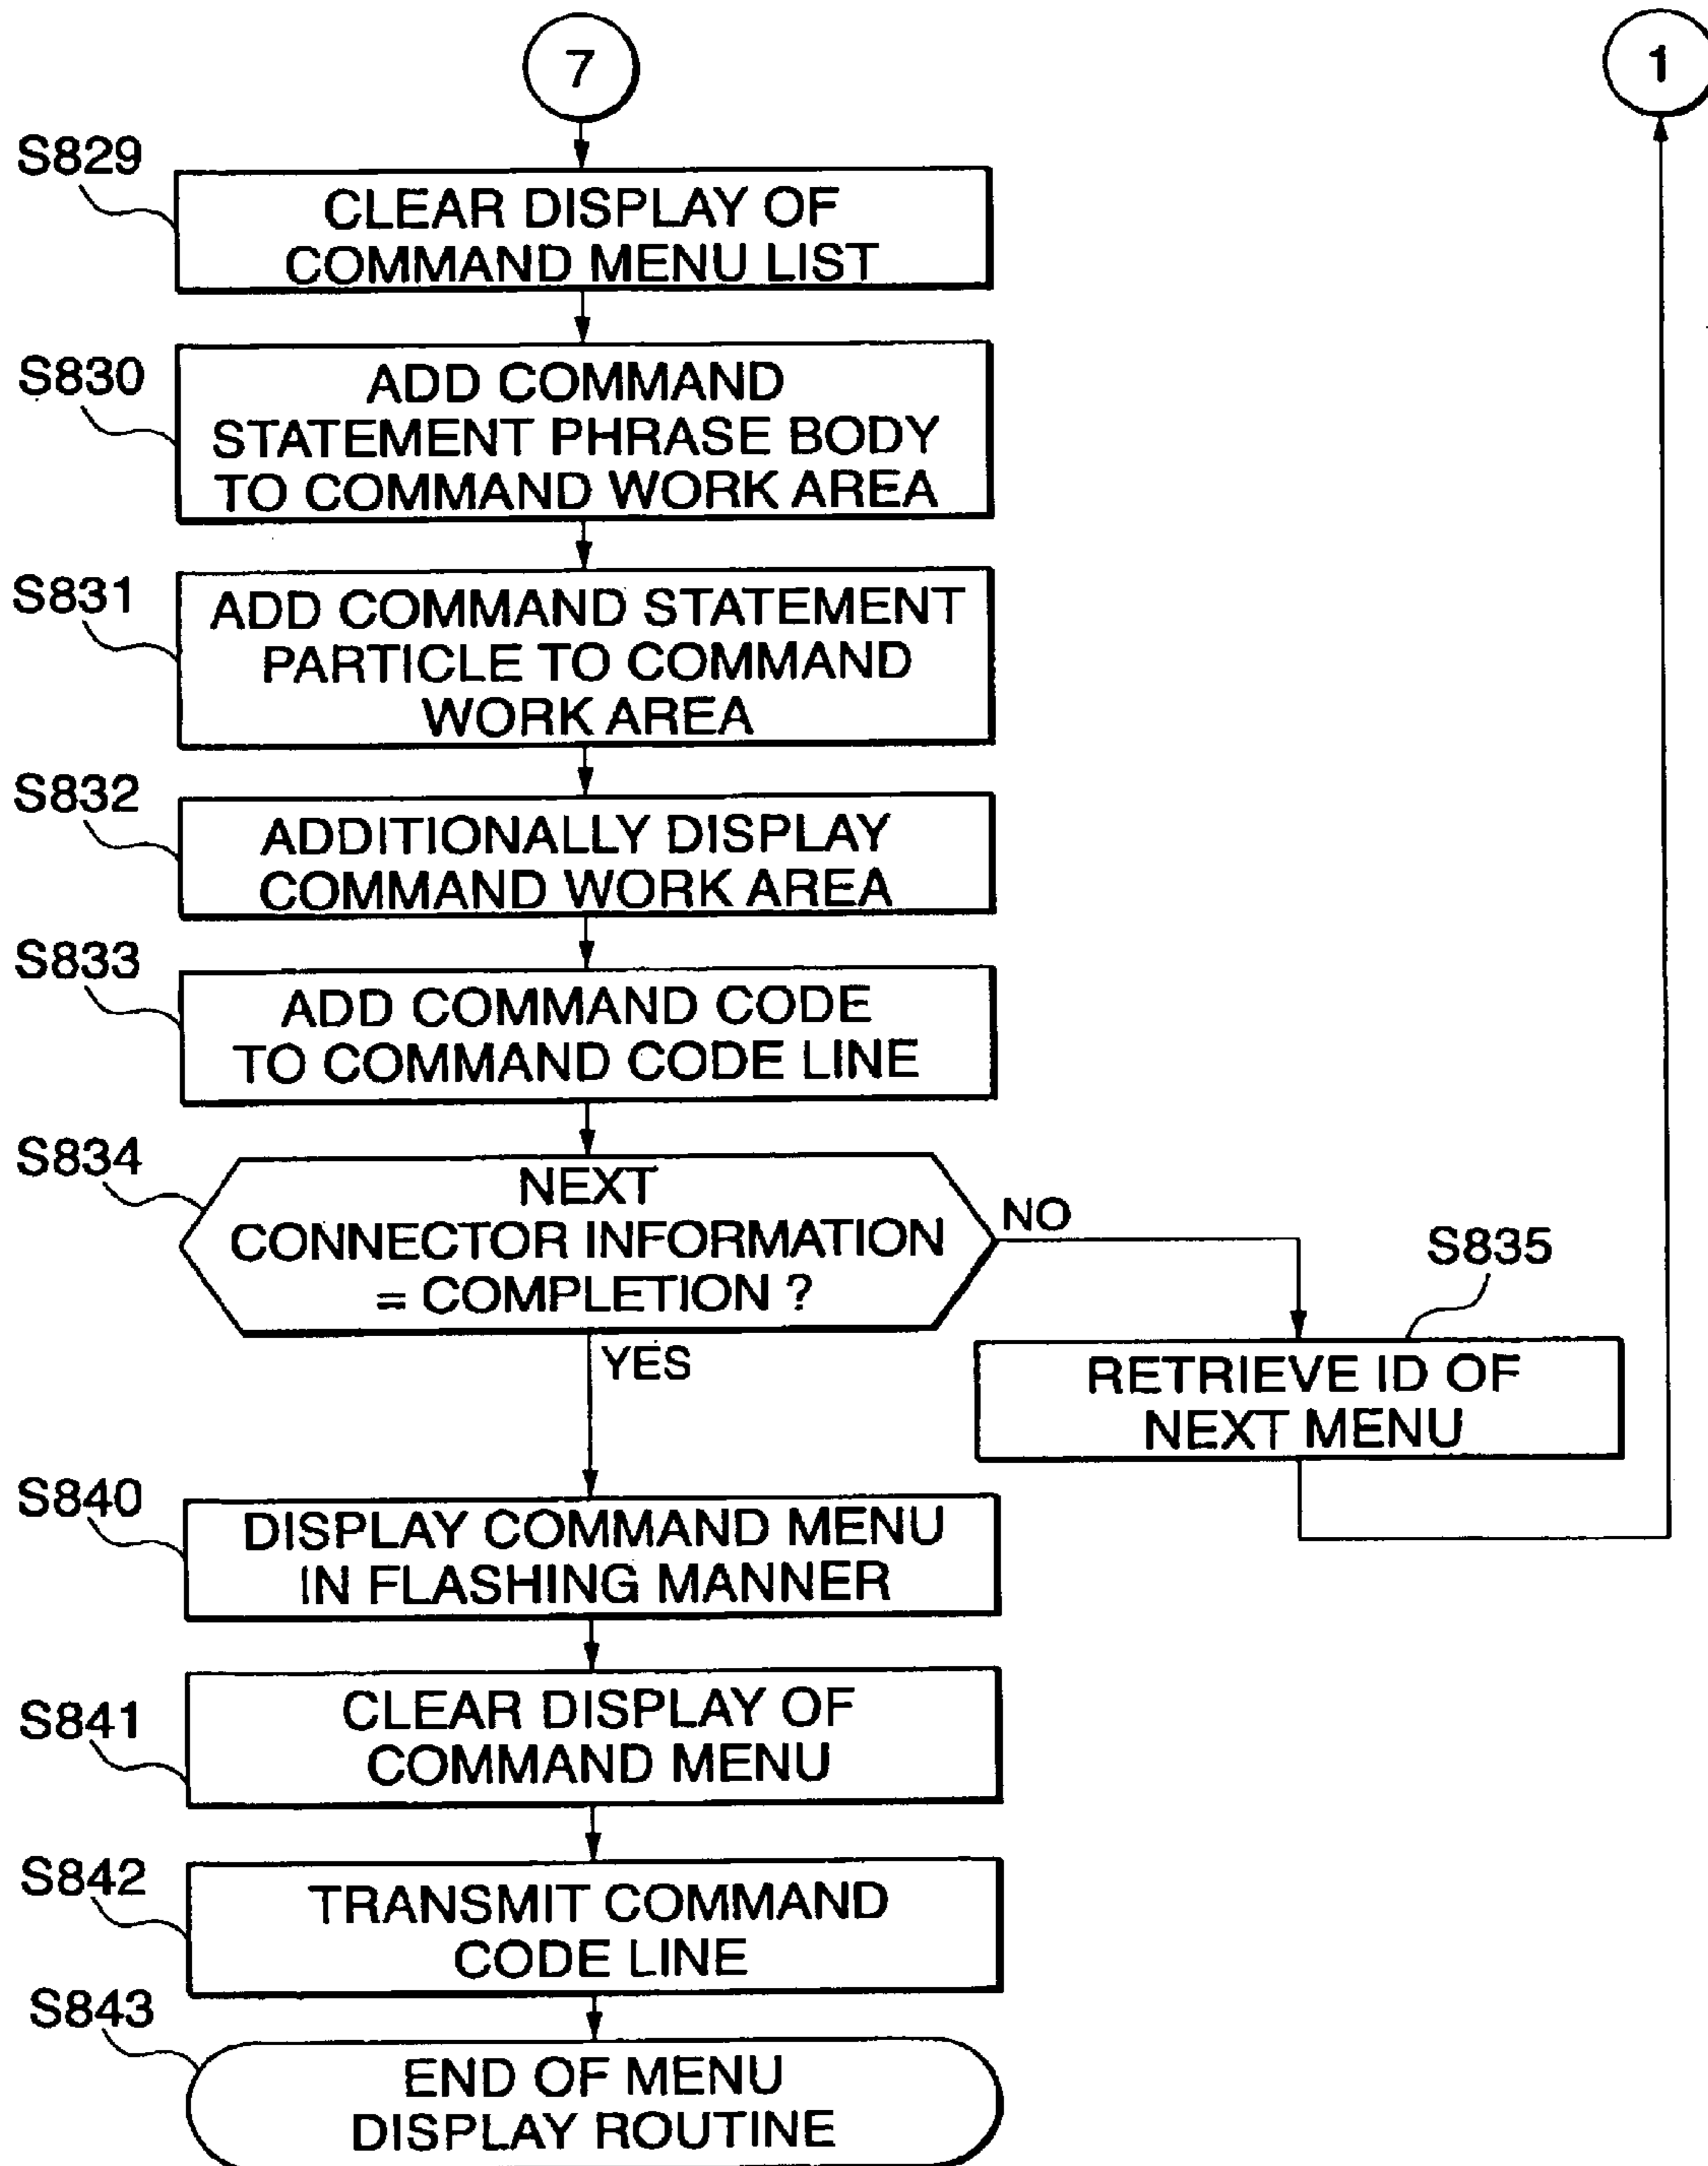 7
1
S829
CLEAR DISPLAY OF
COMMAND MENU LIST
S830
ADD COMMAND
STATEMENT PHRASE BODY
TO COMMAND WORK AREA
S831
ADD COMMAND STATEMENT
PARTICLE TO COMMAND
WORK AREA
S832
ADDITIONALLY DISPLAY
COMMAND WORK AREA
S833
ADD COMMAND CODE
TO COMMAND CODE LINE
S834
NEXT
CONNECTOR INFORMATION
= COMPLETION ?
NO
YES
S835
RETRIEVE ID OF
NEXT MENU
S840
DISPLAY COMMAND MENU
IN FLASHING MANNER
S841
CLEAR DISPLAY OF
COMMAND MENU
S842
TRANSMIT COMMAND
CODE LINE
S843
END OF MENU
DISPLAY ROUTINE